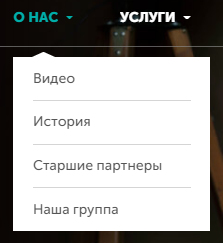 О НАС УСЛУГИ
Видео
История
Старшие партнеры
Наша группа